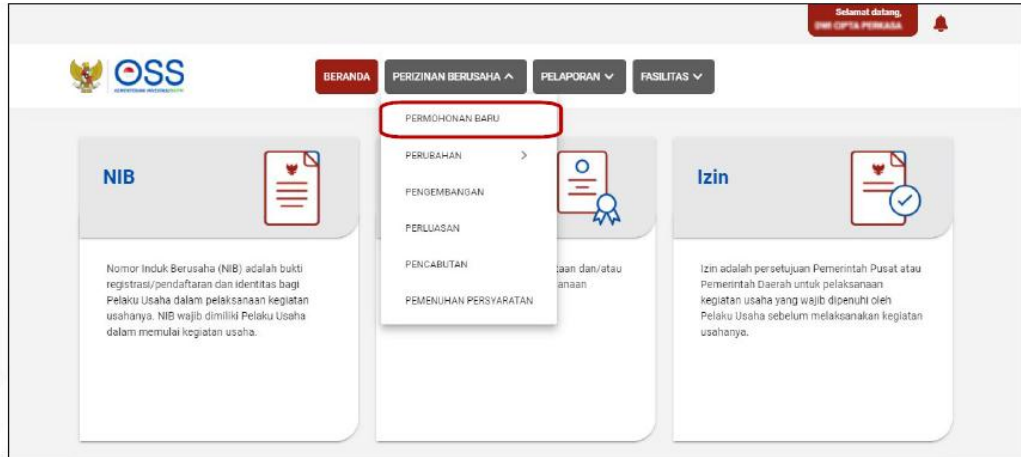 Selamat datang,
DWI CIPTA PERKASA
OSS
BERANDA
PERIZINAN BERUSAHA
PELAPORAN
FASILITAS
PERMOHONAN BARU
PERUBAHAN
PENGEMBANGAN
PERLUASAN
PENCABUTAN
PEMENUHAN PERSYARATAN
NIB
Nomor Induk Berusaha (NIB) adalah bukti
registrasi/pendaftaran dan identitas bagi
Pelaku Usaha dalam pelaksanaan kegiatan
usahanya. NIB wajib dimiliki Pelaku Usaha
dalam memulai kegiatan usaha.
taan dan/atau
anaan
Izin
Izin adalah persetujuan Pemerintah Pusat atau
Pemerintah Daerah untuk pelaksanaan
kegiatan usaha yang wajib dipenuhi oleh
Pelaku Usaha sebelum melaksanakan kegiatan
usahanya.